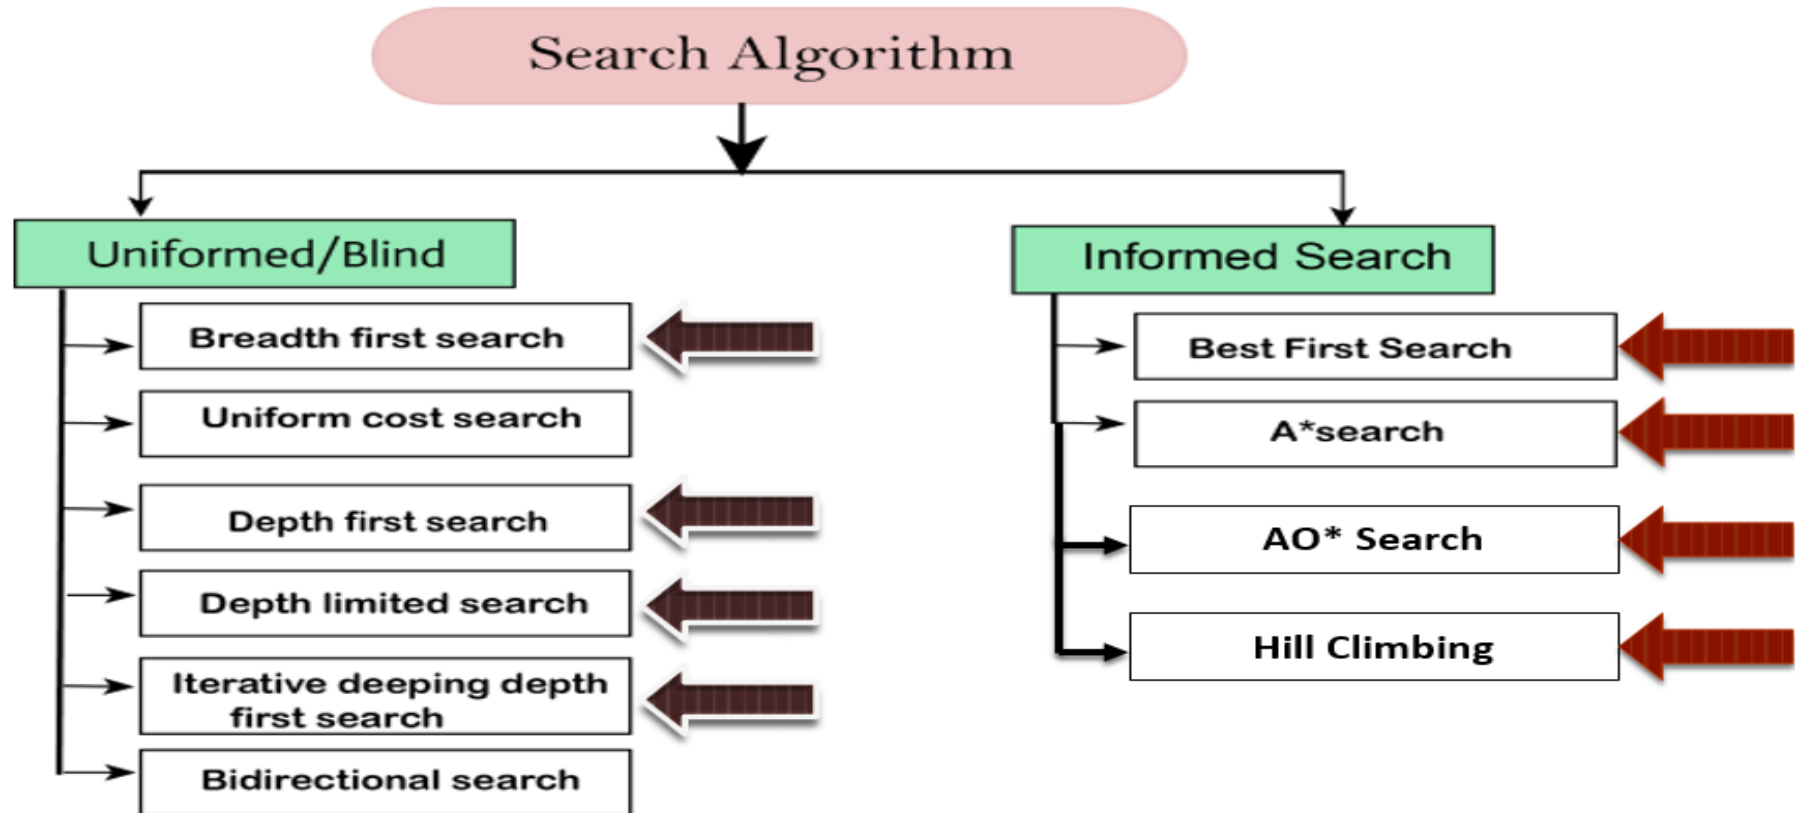 Search Algorithm
Uniformed/Blind
Breadth first search
Uniform cost search
Depth first search
Depth limited search
Iterative deeping depth
first search
Bidirectional search
Informed Search
Best First Search
A*search
AO* Search
Hill Climbing